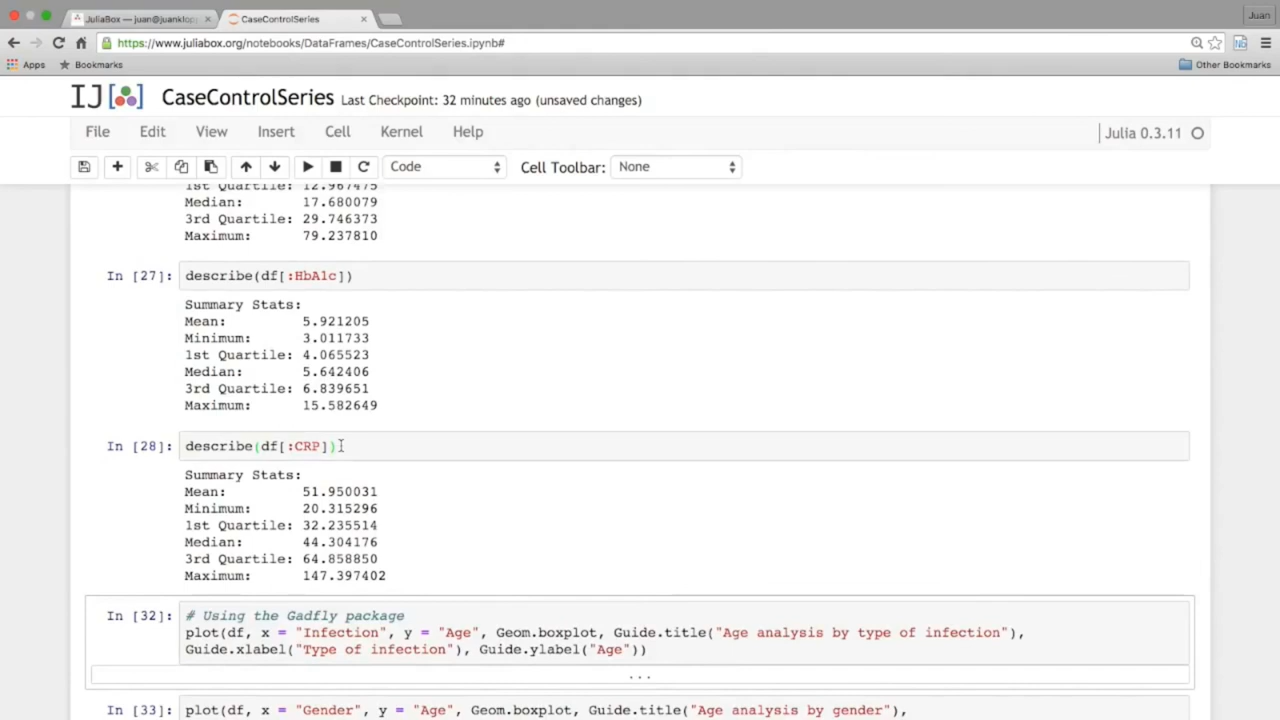 JuliaBox — juan@juanklop
CaseControlSeries
Juan
https://www.juliabox.org/notebooks/DataFrames/CaseControlSeries.ipynb#
Apps
Bookmarks
Other Bookmarks
IJ CaseControlSeries Last Checkpoint: 32 minutes ago (unsaved changes)
File Edit View Insert Cell Kernel Help
Julia 0.3.11
Code
Cell Toolbar: None
1st Quartile: 12.967475
Median: 17.680079
3rd Quartile: 29.746373
Maximum: 79.237810
In [27]: describe(df[:HbA1c])
Summary Stats:
Mean: 5.921205
Minimum: 3.011733
1st Quartile: 4.065523
Median: 5.642406
3rd Quartile: 6.839651
Maximum: 15.582649
In [28]: describe(df[:CRP])
Summary Stats:
Mean: 51.950031
Minimum: 20.315296
1st Quartile: 32.235514
Median: 44.304176
3rd Quartile: 64.858850
Maximum: 147.397402
In [32]: # Using the Gadfly package
plot(df, x = "Infection", y = "Age", Geom.boxplot, Guide.title("Age analysis by type of infection"),
Guide.xlabel("Type of infection"), Guide.ylabel("Age"))
...
In [33]: plot(df, x = "Gender", y = "Age", Geom.boxplot, Guide.title("Age analysis by gender"),